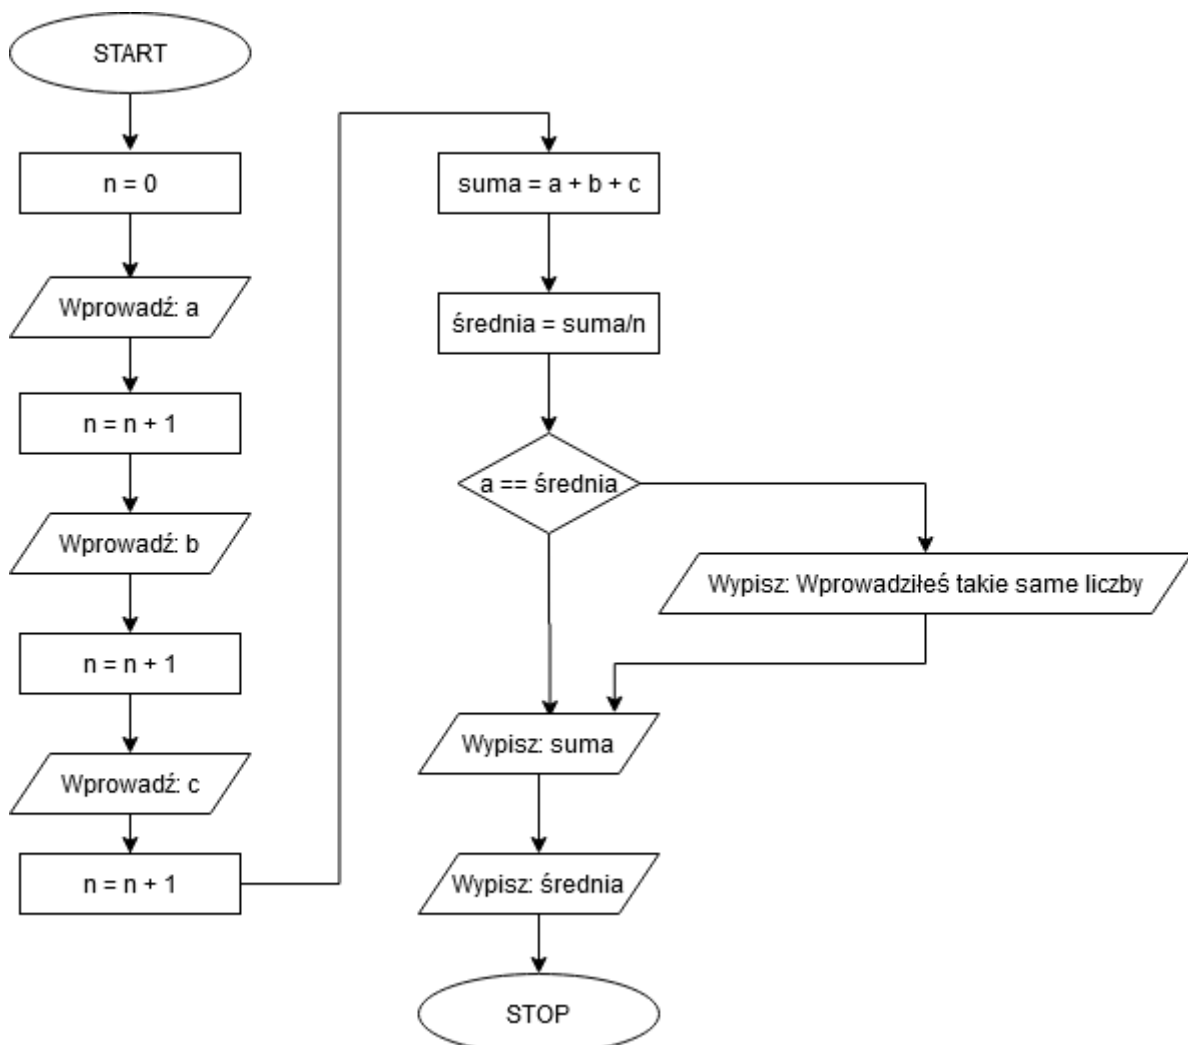 START
n = 0
Wprowadź: a
n = n + 1
Wprowadź: b
n = n + 1
Wprowadź: c
n = n + 1
suma = a + b + c
średnia = suma/n
a == średnia
Wypisz: Wprowadziłeś takie same liczby
Wypisz: suma
Wypisz: średnia
STOP